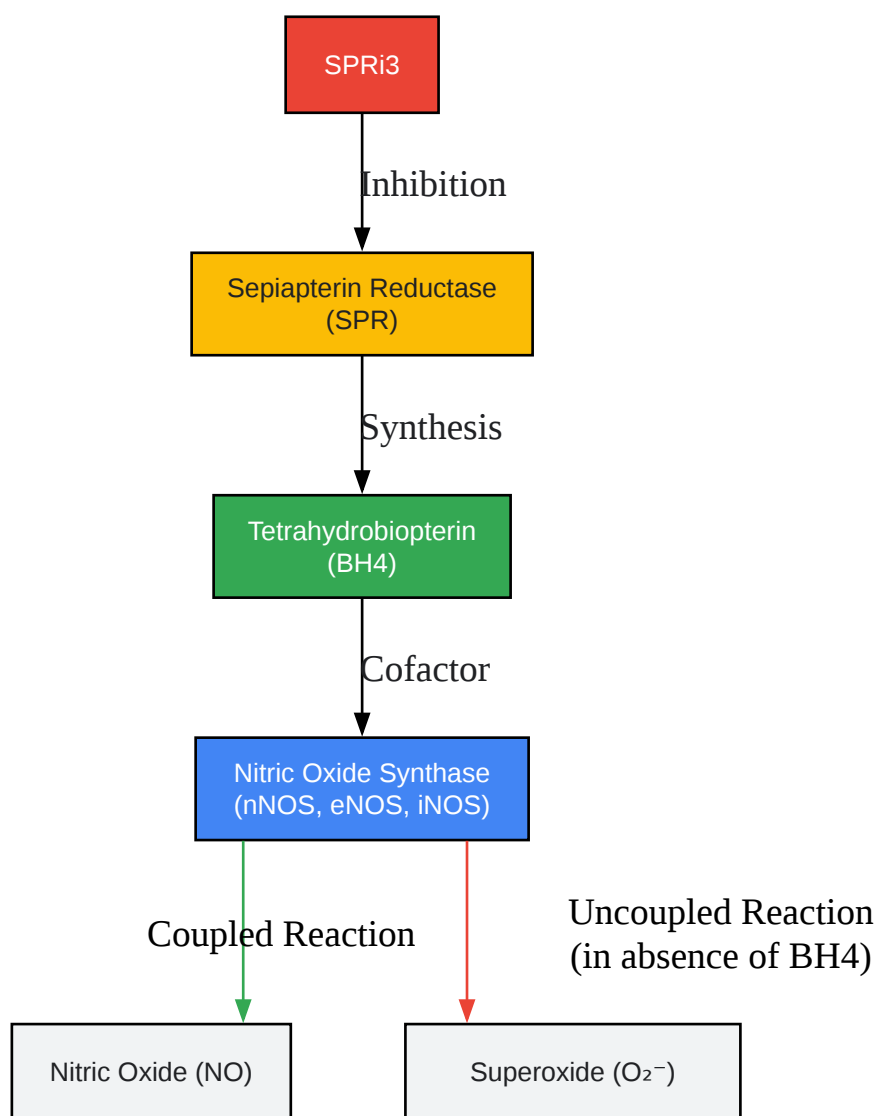 SPRi3
Inhibition
Sepiapterin Reductase
(SPR)
Synthesis
Tetrahydrobiopterin
(BH4)
Cofactor
Nitric Oxide Synthase
(nNOS, eNOS, iNOS)
Coupled Reaction
Uncoupled Reaction
(in absence of BH4)
Nitric Oxide (NO)
Superoxide (O₂⁻)